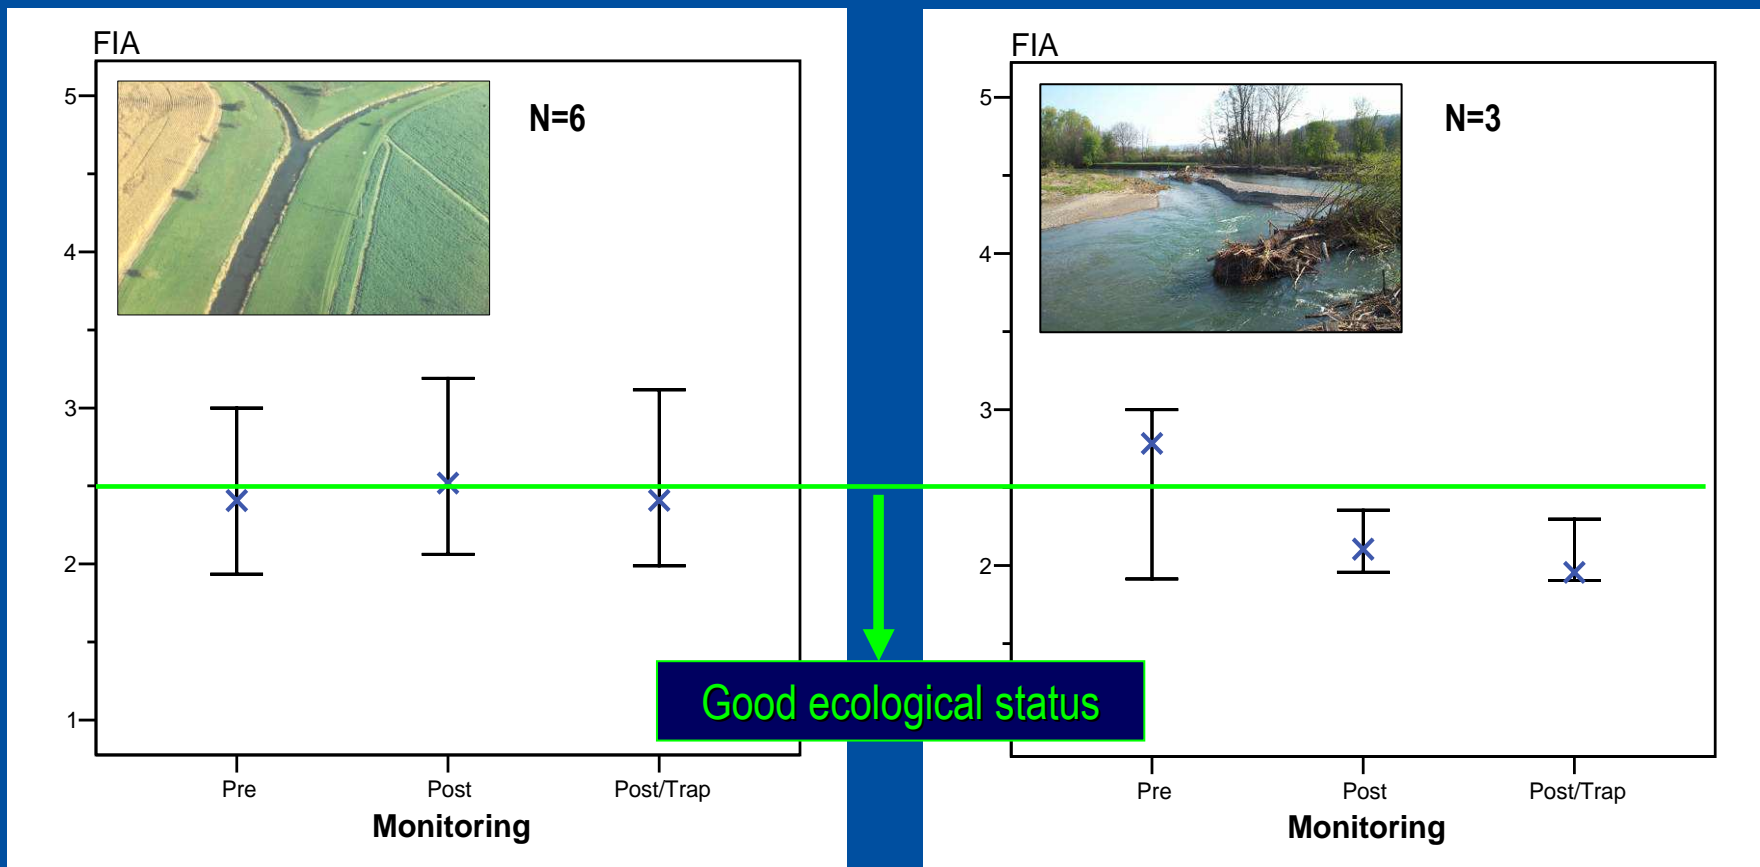 FIA
N=6
5
4
3
2
1
Pre Post Post/Trap
Monitoring
FIA
N=3
5
4
3
2
Pre Post Post/Trap
Monitoring
Good ecological status